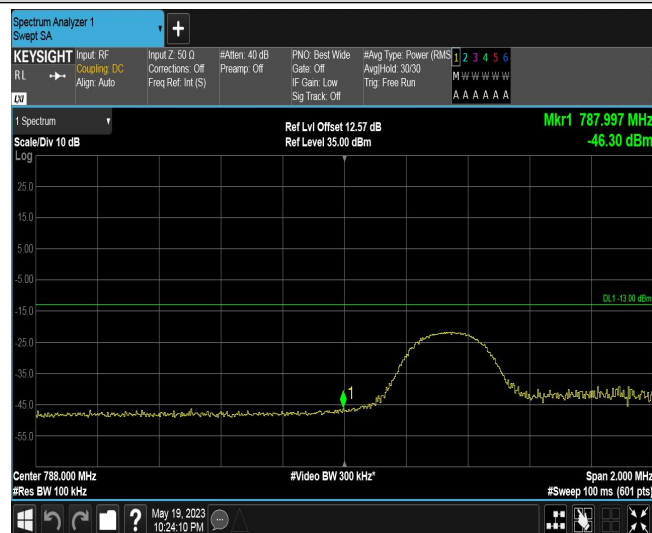 Spectrum Analyzer 1
Swept SA
+
KEYSIGHT Input: RF Input Z: 50 Ω #Atten: 40 dB PNO: Best Wide #Avg Type: Power (RMS 1 2 3 4 5 6
RL Coupling: DC Corrections: Off Preamp: Off Gate: Off Avg|Hold: 30/30 M W W W W W
Align: Auto Freq Ref: Int (S) IF Gain: Low Trig: Free Run
LXI Sig Track: Off A A A A A A
1 Spectrum Ref Lvl Offset 12.57 dB Mkr1 787.997 MHz
Scale/Div 10 dB Ref Level 35.00 dBm -46.30 dBm
Log
25.0
15.0
5.00
-5.00
DL1 -13.00 dBm
-15.0
-25.0
-35.0
1
-45.0
-55.0
Center 788.000 MHz #Video BW 300 kHz* Span 2.000 MHz
#Res BW 100 kHz #Sweep 100 ms (601 pts)
? May 19, 2023
10:24:10 PM